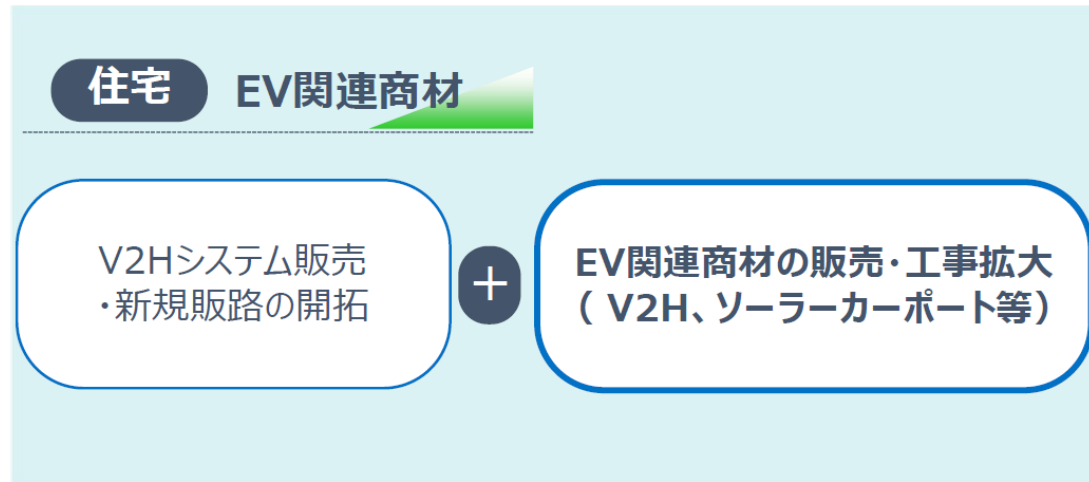 住宅 EV関連商材
V2Hシステム販売
・新規販路の開拓
＋
EV関連商材の販売・工事拡大
（ V2H、ソーラーカーポート等）